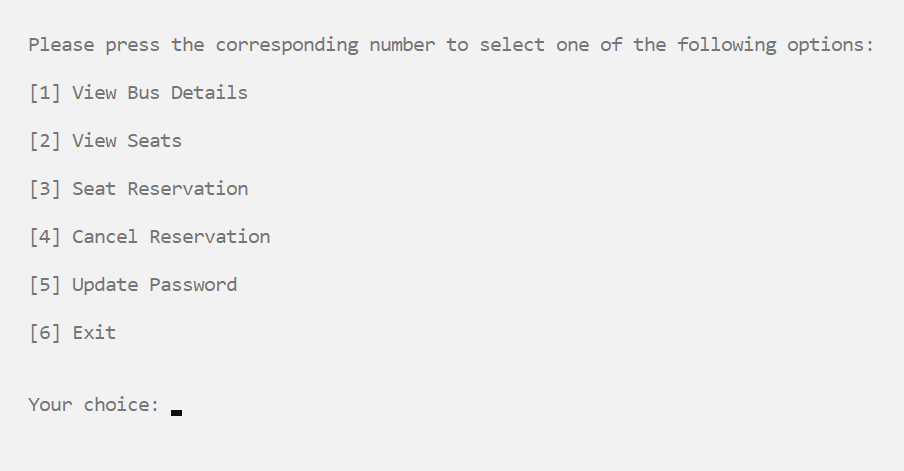 Please press the corresponding number to select one of the following options:
[1] View Bus Details
[2] View Seats
[3] Seat Reservation
[4] Cancel Reservation
[5] Update Password
[6] Exit
Your choice: